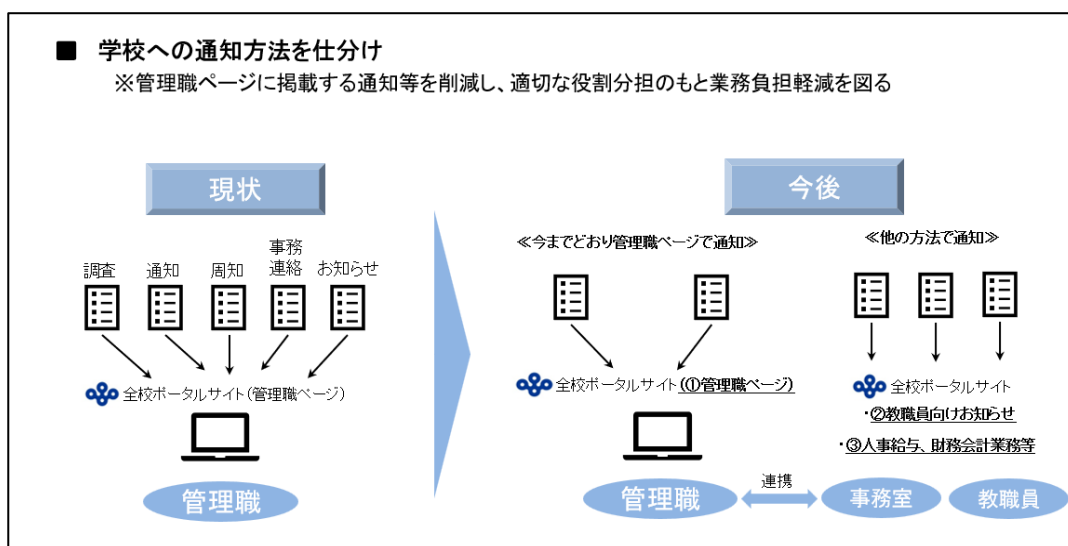 ■ 学校への通知方法を仕分け
※管理職ページに掲載する通知等を削減し、適切な役割分担のもと業務負担軽減を図る
現状
調査
通知
周知
事務
連絡
お知らせ
全校ポータルサイト(管理職ページ)
管理職
今後
≪今までどおり管理職ページで通知≫
全校ポータルサイト(①管理職ページ)
管理職
連携
≪他の方法で通知≫
全校ポータルサイト
・②教職員向けお知らせ
・③人事給与、財務会計業務等
事務室
教職員